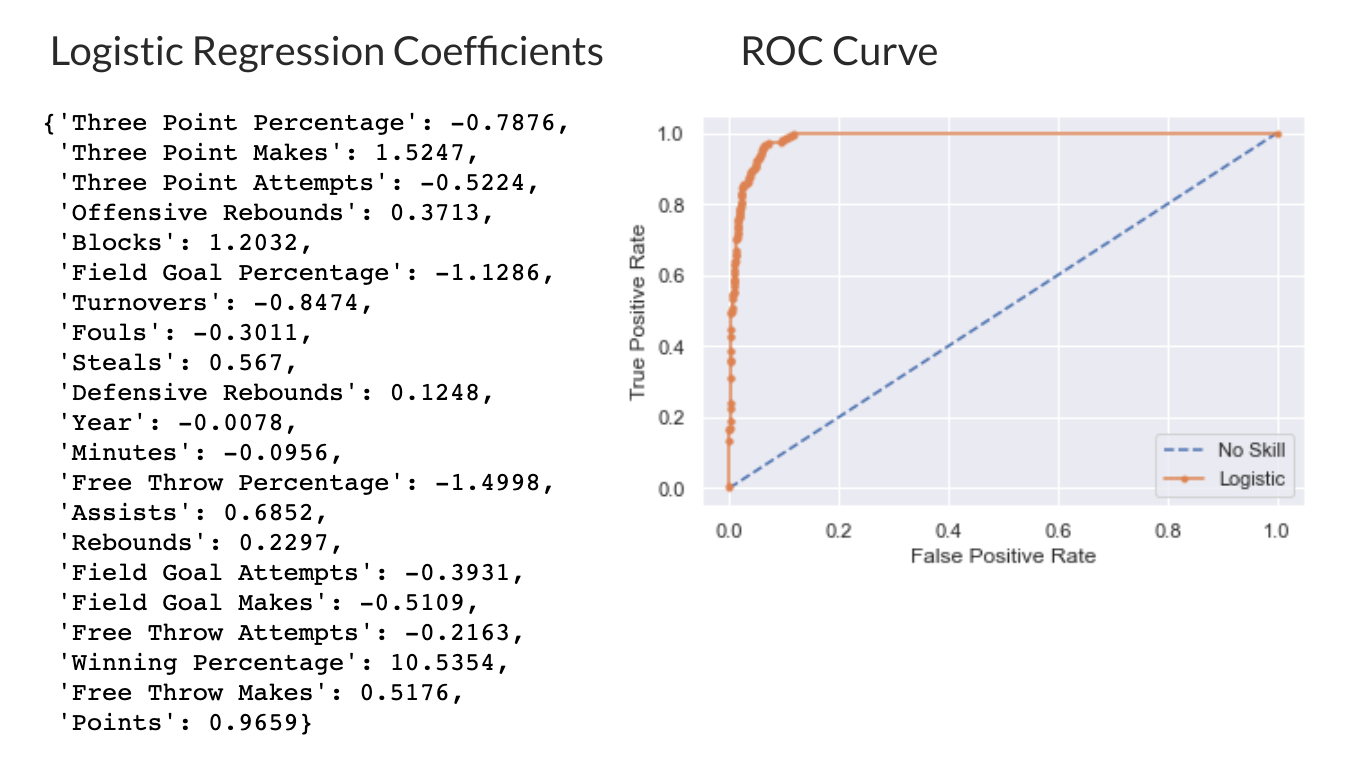 Logistic Regression Coefficients
ROC Curve
{'Three Point Percentage': -0.7876,
'Three Point Makes': 1.5247,
'Three Point Attempts': -0.5224,
'Offensive Rebounds': 0.3713,
'Blocks': 1.2032,
'Field Goal Percentage': -1.1286,
'Turnovers': -0.8474,
'Fouls': -0.3011,
'Steals': 0.567,
'Defensive Rebounds': 0.1248,
'Year': -0.0078,
'Minutes': -0.0956,
'Free Throw Percentage': -1.4998,
'Assists': 0.6852,
'Rebounds': 0.2297,
'Field Goal Attempts': -0.3931,
'Field Goal Makes': -0.5109,
'Free Throw Attempts': -0.2163,
'Winning Percentage': 10.5354,
'Free Throw Makes': 0.5176,
'Points': 0.9659}
True Positive Rate
1.0
0.8
0.6
0.4
0.2
0.0
No Skill
Logistic
0.0 0.2 0.4 0.6 0.8 1.0
False Positive Rate